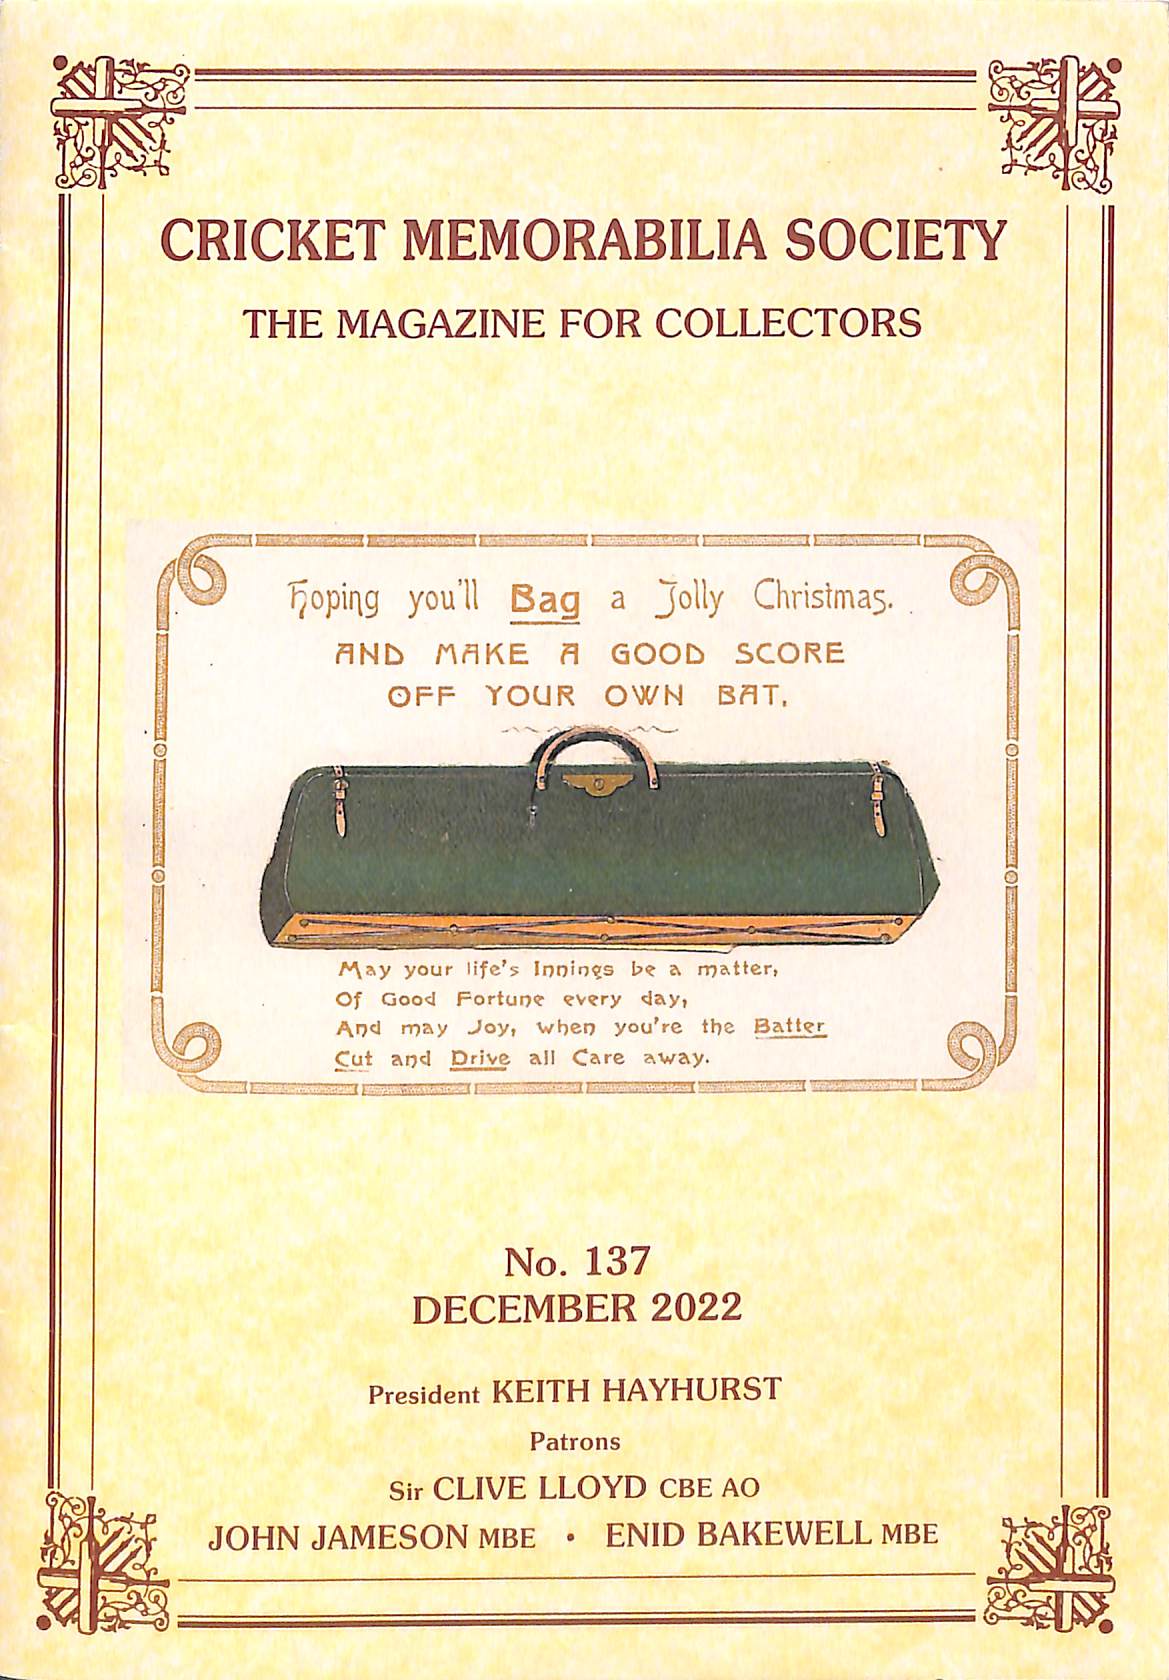 CRICKET MEMORABILIA SOCIETY
THE MAGAZINE FOR COLLECTORS
Hoping you'll Bag a Jolly Christmas.
AND MAKE A GOOD SCORE
OFF YOUR OWN BAT.
May your life's Innings be a matter,
Of Good Fortune every day,
And may Joy, when you're the Batter
Cut and Drive all Care away.
No. 137
DECEMBER 2022
President KEITH HAYHURST
Patrons
Sir CLIVE LLOYD CBE AO
JOHN JAMESON MBE • ENID BAKEWELL MBE